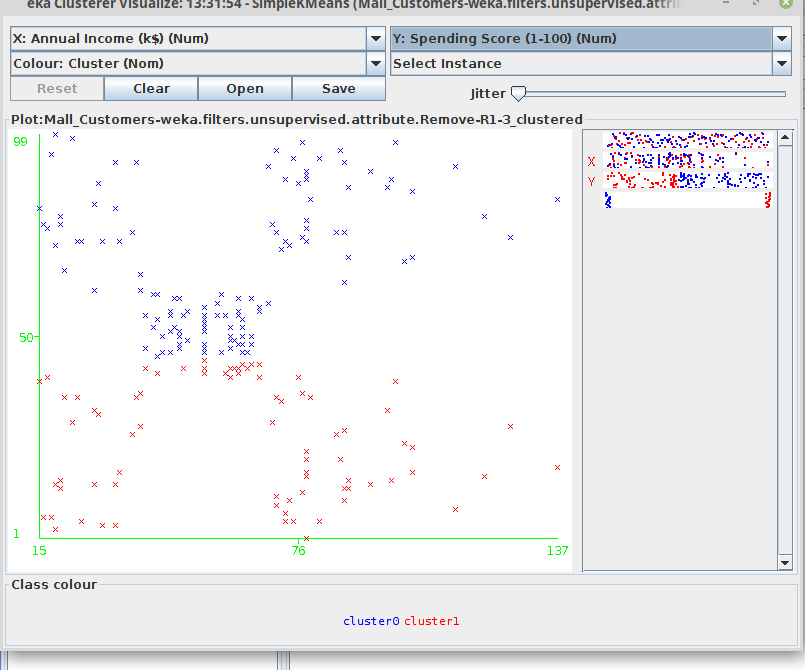 eka Clusterer Visualize: 13:31:54 - SimpleKMeans (Mall_Customers-weka.filters.unsupervised.attri
X: Annual Income (k$) (Num)
Y: Spending Score (1-100) (Num)
Colour: Cluster (Nom)
Select Instance
Reset
Clear
Open
Save
Jitter
Plot:Mall_Customers-weka.filters.unsupervised.attribute.Remove-R1-3_clustered
99
50
1
15
76
137
X
Y
Class colour
cluster0 cluster1